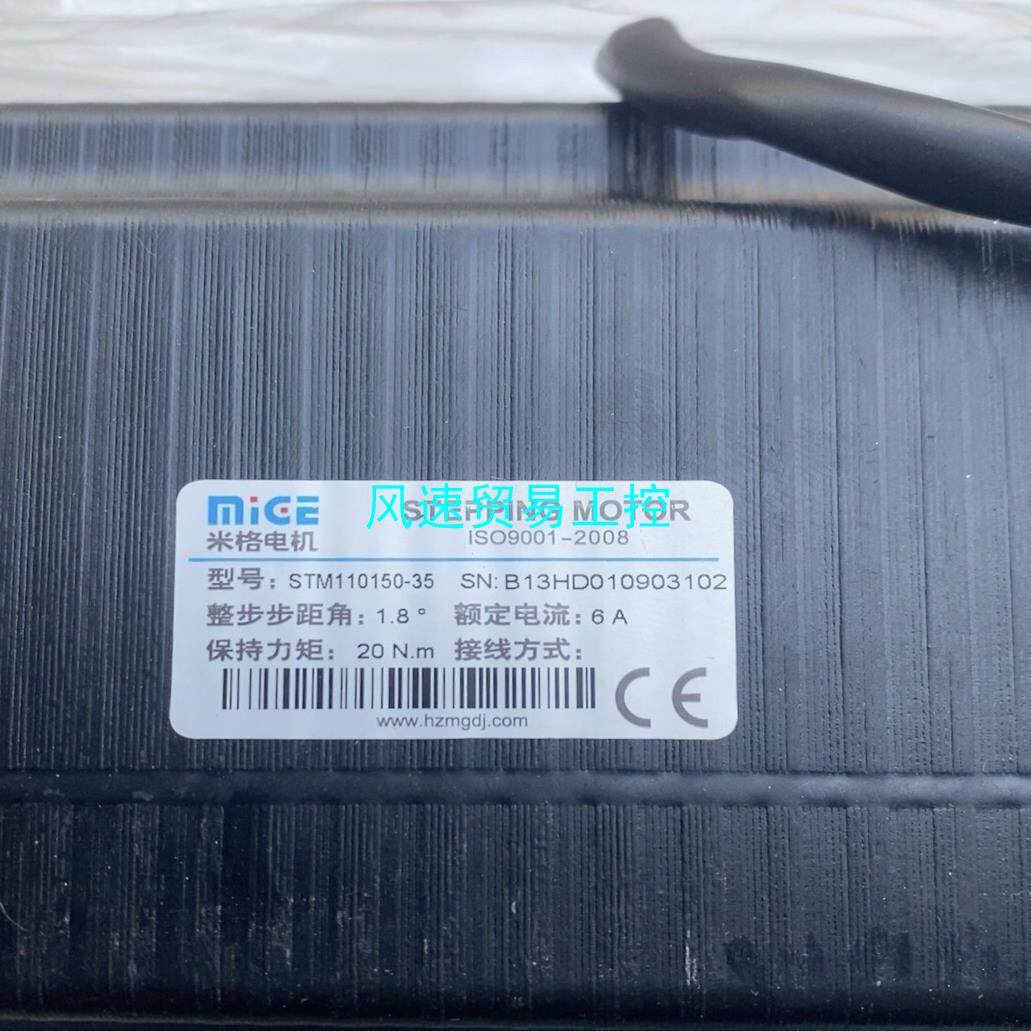 MiGE STEPPING MOTOR
风速贸易工控
米格电机 ISO9001-2008
型号: STM110150-35 SN: B13HD010903102
整步步距角: 1.8° 额定电流: 6 A
保持力矩: 20 N.m 接线方式:
CE
www.hzmgdj.com